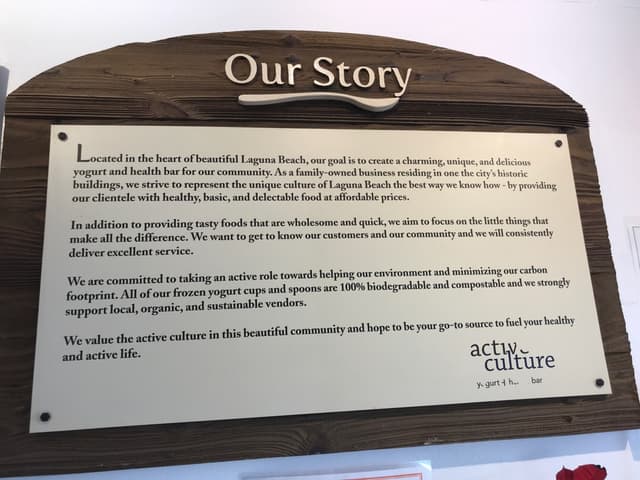 Our Story
Located in the heart of beautiful Laguna Beach, our goal is to create a charming, unique, and delicious
yogurt and health bar for our community. As a family-owned business residing in one the city's historic
buildings, we strive to represent the unique culture of Laguna Beach the best way we know how - by providing
our clientele with healthy, basic, and delectable food at affordable prices.
In addition to providing tasty foods that are wholesome and quick, we aim to focus on the little things that
make all the difference. We want to get to know our customers and our community and we will consistently
deliver excellent service.
We are committed to taking an active role towards helping our environment and minimizing our carbon
footprint. All of our frozen yogurt cups and spoons are 100% biodegradable and compostable and we strongly
support local, organic, and sustainable vendors.
We value the active culture in this beautiful community and hope to be your go-to source to fuel your healthy
and active life.
activ
culture
bar